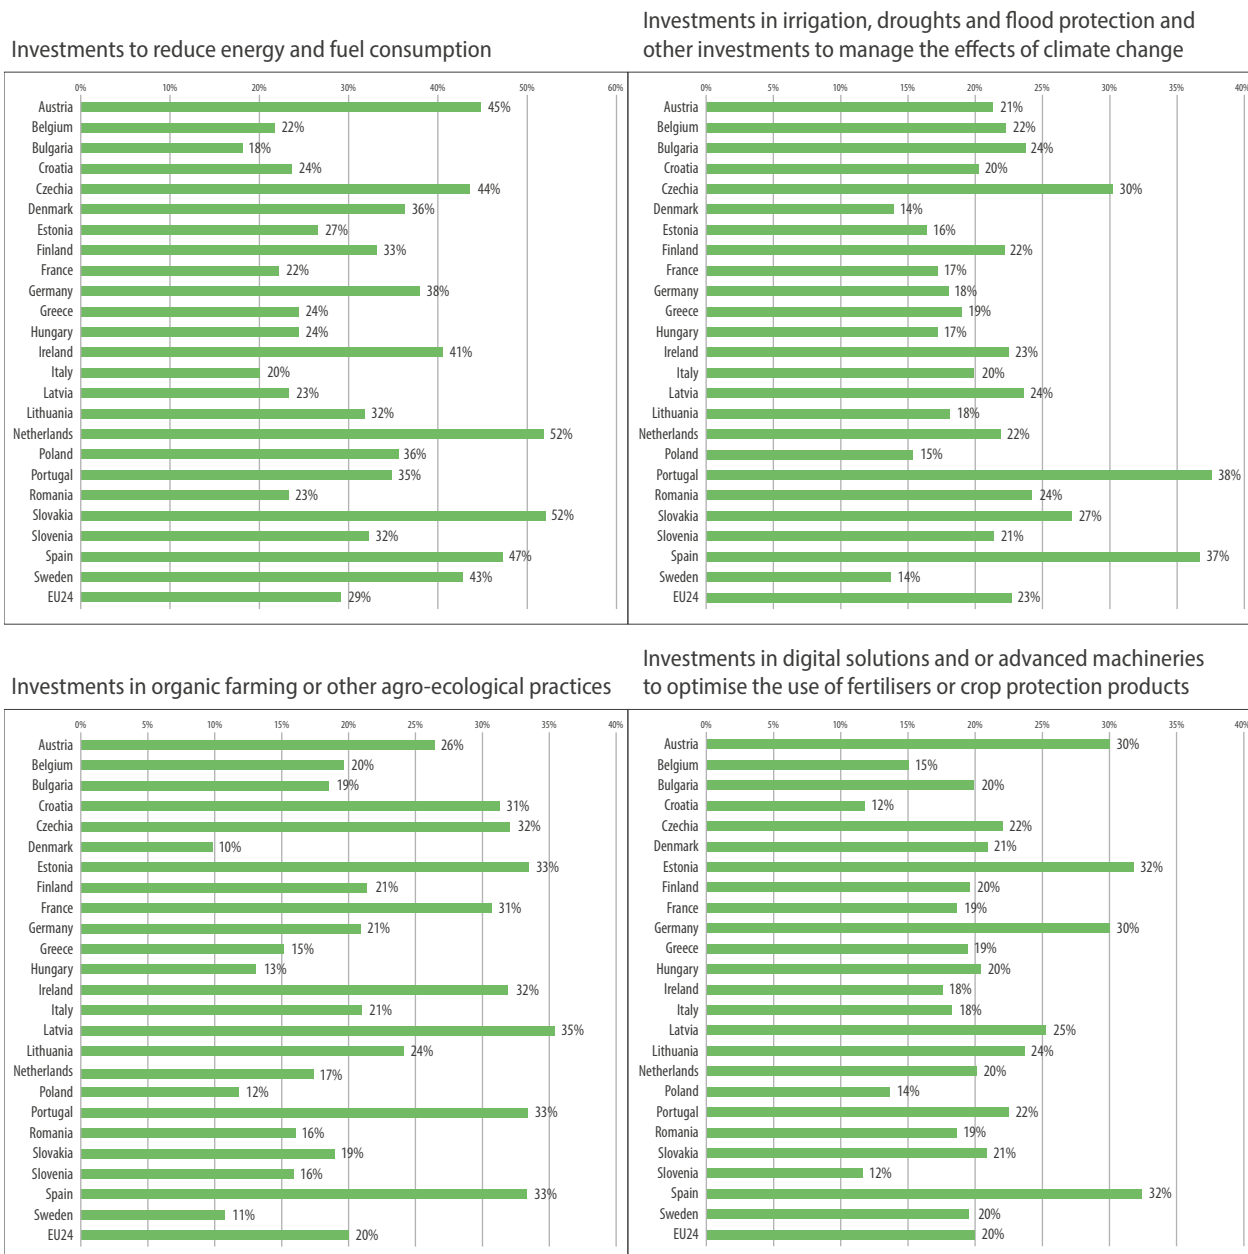 Investments to reduce energy and fuel consumption
0% 10% 20% 30% 40% 50% 60%
Austria 45%
Belgium 22%
Bulgaria 18%
Croatia 24%
Czechia 44%
Denmark 36%
Estonia 27%
Finland 33%
France 22%
Germany 38%
Greece 24%
Hungary 24%
Ireland 41%
Italy 20%
Latvia 23%
Lithuania 32%
Netherlands 52%
Poland 36%
Portugal 35%
Romania 23%
Slovakia 52%
Slovenia 32%
Spain 47%
Sweden 43%
EU24 29%
Investments in irrigation, droughts and flood protection and
other investments to manage the effects of climate change
0% 5% 10% 15% 20% 25% 30% 35% 40%
Austria 21%
Belgium 22%
Bulgaria 24%
Croatia 20%
Czechia 30%
Denmark 14%
Estonia 16%
Finland 22%
France 17%
Germany 18%
Greece 19%
Hungary 17%
Ireland 23%
Italy 20%
Latvia 24%
Lithuania 18%
Netherlands 22%
Poland 15%
Portugal 38%
Romania 24%
Slovakia 27%
Slovenia 21%
Spain 37%
Sweden 14%
EU24 23%
Investments in organic farming or other agro-ecological practices
0% 5% 10% 15% 20% 25% 30% 35% 40%
Austria 26%
Belgium 20%
Bulgaria 19%
Croatia 31%
Czechia 32%
Denmark 10%
Estonia 33%
Finland 21%
France 31%
Germany 21%
Greece 15%
Hungary 13%
Ireland 32%
Italy 21%
Latvia 35%
Lithuania 24%
Netherlands 17%
Poland 12%
Portugal 33%
Romania 16%
Slovakia 19%
Slovenia 16%
Spain 33%
Sweden 11%
EU24 20%
Investments in digital solutions and or advanced machineries
to optimise the use of fertilisers or crop protection products
0% 5% 10% 15% 20% 25% 30% 35% 40%
Austria 30%
Belgium 15%
Bulgaria 20%
Croatia 12%
Czechia 22%
Denmark 21%
Estonia 32%
Finland 20%
France 19%
Germany 30%
Greece 19%
Hungary 20%
Ireland 18%
Italy 18%
Latvia 25%
Lithuania 24%
Netherlands 20%
Poland 14%
Portugal 22%
Romania 19%
Slovakia 21%
Slovenia 12%
Spain 32%
Sweden 20%
EU24 20%